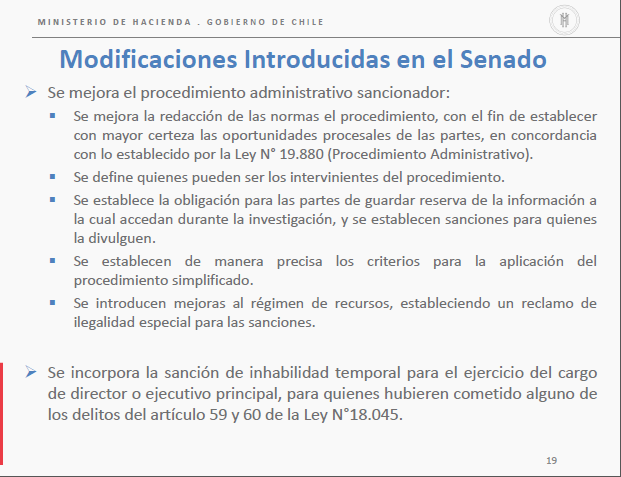 MINISTERIO DE HACIENDA . GOBIERNO DE CHILE
Modificaciones Introducidas en el Senado
Se mejora el procedimiento administrativo sancionador:
Se mejora la redacción de las normas el procedimiento, con el fin de establecer
con mayor certeza las oportunidades procesales de las partes, en concordancia
con lo establecido por la Ley N° 19.880 (Procedimiento Administrativo).
Se define quienes pueden ser los intervinientes del procedimiento.
Se establece la obligación para las partes de guardar reserva de la información a
la cual accedan durante la investigación, y se establecen sanciones para quienes
la divulguen.
Se establecen de manera precisa los criterios para la aplicación del
procedimiento simplificado.
Se introducen mejoras al régimen de recursos, estableciendo un reclamo de
ilegalidad especial para las sanciones.
Se incorpora la sanción de inhabilidad temporal para el ejercicio del cargo
de director o ejecutivo principal, para quienes hubieren cometido alguno de
los delitos del artículo 59 y 60 de la Ley N°18.045.
19